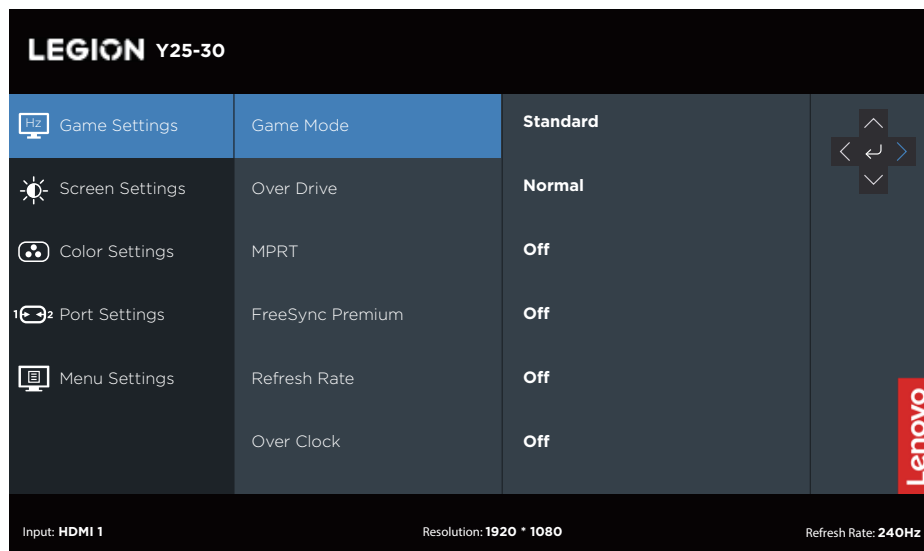 LEGION Y25-30
Hz Game Settings Game Mode Standard
Screen Settings Over Drive Normal
Color Settings MPRT Off
1 2 Port Settings FreeSync Premium Off
Menu Settings Refresh Rate Off
Over Clock Off
Lenovo
Input: HDMI 1 Resolution: 1920 * 1080 Refresh Rate: 240Hz